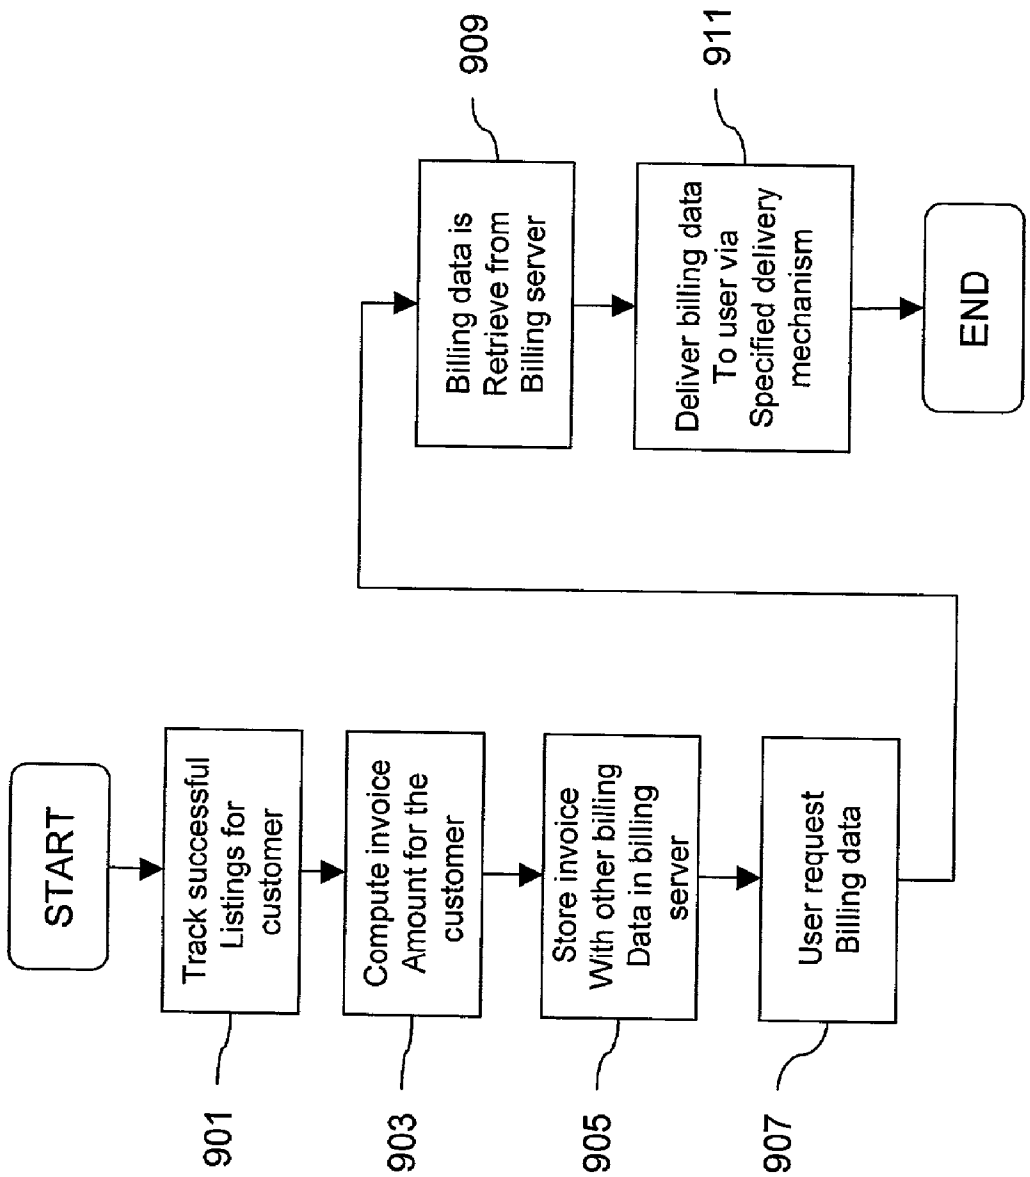 START
Track successful
Listings for
customer
901
Compute invoice
Amount for the
customer
903
Store invoice
With other billing
Data in billing
server
905
User request
Billing data
907
Billing data is
Retrieve from
Billing server
909
Deliver billing data
To user via
Specified delivery
mechanism
911
END